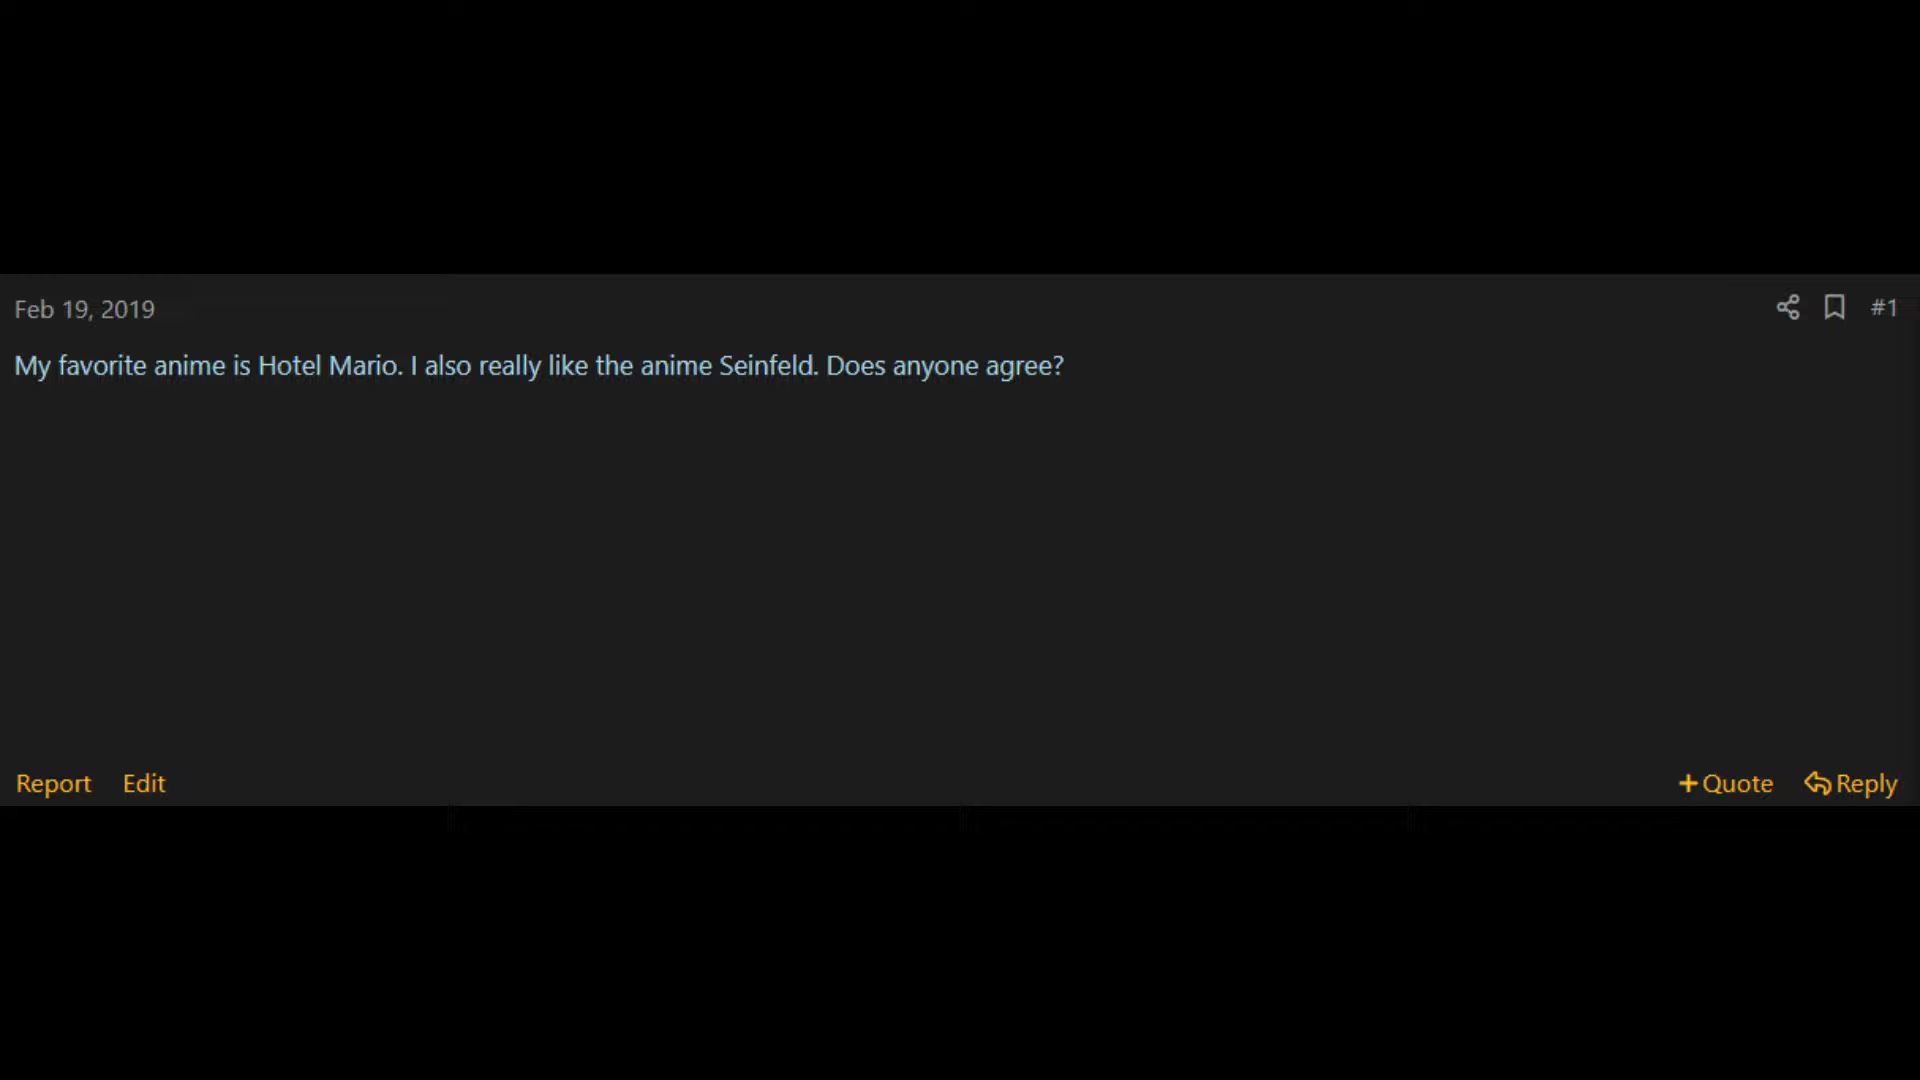 Feb 19, 2019
#1
My favorite anime is Hotel Mario. I also really like the anime Seinfeld. Does anyone agree?
Report Edit
+Quote Reply